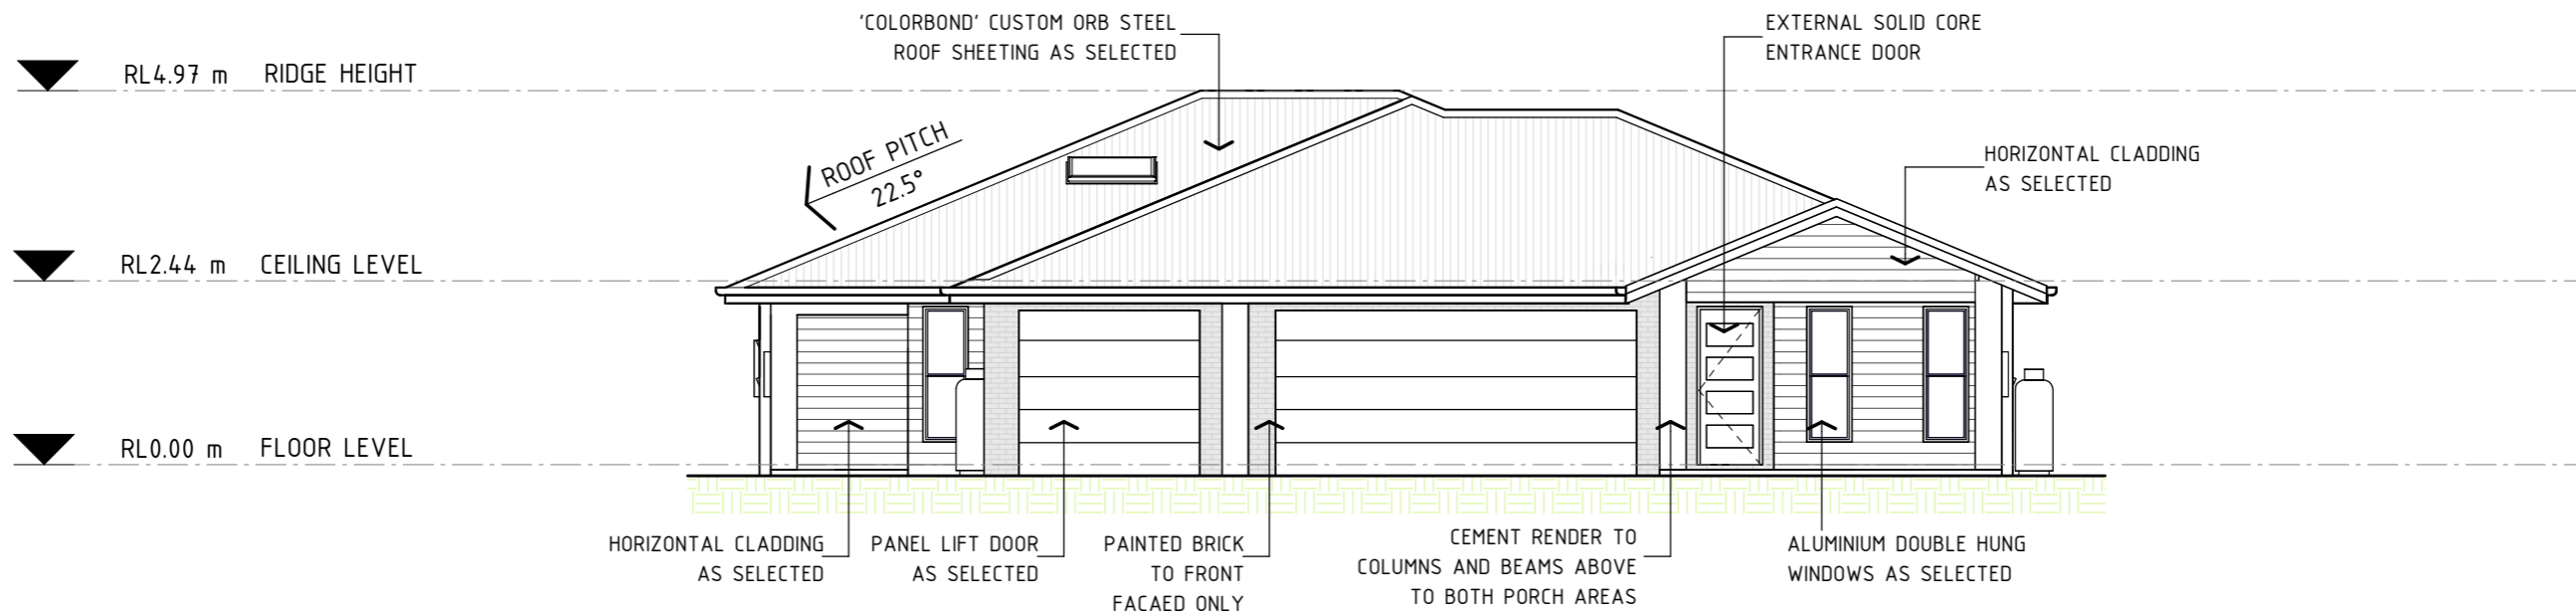 'COLORBOND' CUSTOM ORB STEEL
ROOF SHEETING AS SELECTED
EXTERNAL SOLID CORE
ENTRANCE DOOR
RL4.97 m RIDGE HEIGHT
ROOF PITCH
22.5°
HORIZONTAL CLADDING
AS SELECTED
RL2.44 m CEILING LEVEL
RL0.00 m FLOOR LEVEL
HORIZONTAL CLADDING
AS SELECTED
PANEL LIFT DOOR
AS SELECTED
PAINTED BRICK
TO FRONT
FACAED ONLY
CEMENT RENDER TO
COLUMNS AND BEAMS ABOVE
TO BOTH PORCH AREAS
ALUMINIUM DOUBLE HUNG
WINDOWS AS SELECTED